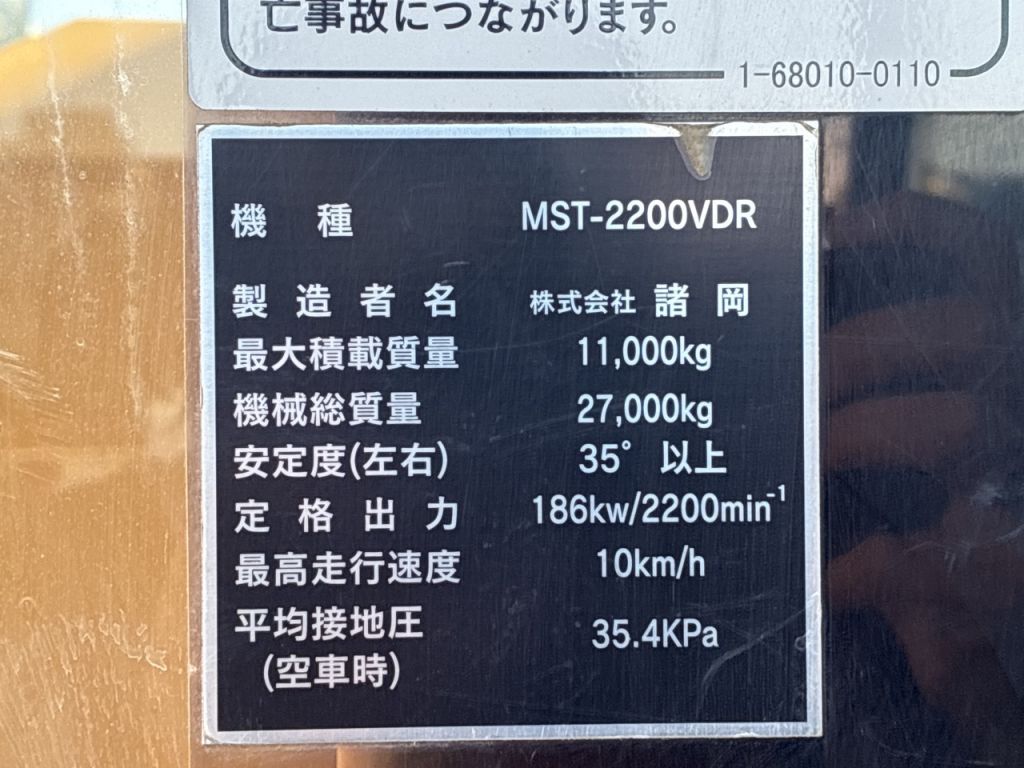 亡事故につながります。
1-68010-0110
機種 MST-2200VDR
製造者名 株式会社 諸岡
最大積載質量 11,000kg
機械総質量 27,000kg
安定度(左右) 35° 以上
定格出力 186kw/2200min⁻¹
最高走行速度 10km/h
平均接地圧 35.4KPa
(空車時)